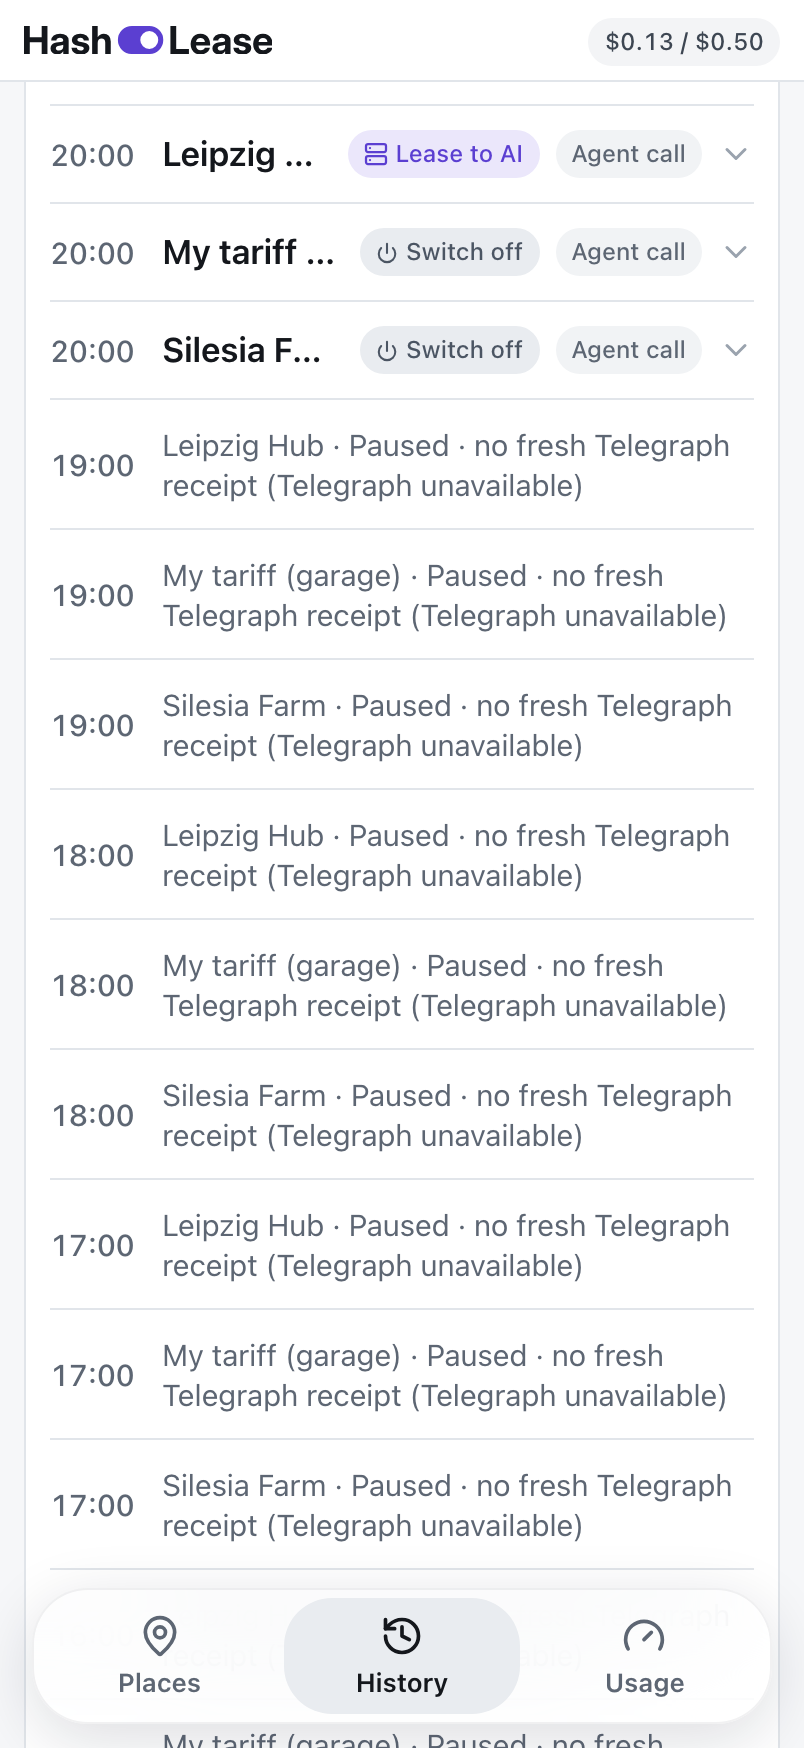 Hash Lease
$0.13 / $0.50
20:00 Leipzig ... Lease to AI Agent call
20:00 My tariff ... Switch off Agent call
20:00 Silesia F... Switch off Agent call
19:00 Leipzig Hub · Paused · no fresh Telegraph
receipt (Telegraph unavailable)
19:00 My tariff (garage) · Paused · no fresh
Telegraph receipt (Telegraph unavailable)
19:00 Silesia Farm · Paused · no fresh Telegraph
receipt (Telegraph unavailable)
18:00 Leipzig Hub · Paused · no fresh Telegraph
receipt (Telegraph unavailable)
18:00 My tariff (garage) · Paused · no fresh
Telegraph receipt (Telegraph unavailable)
18:00 Silesia Farm · Paused · no fresh Telegraph
receipt (Telegraph unavailable)
17:00 Leipzig Hub · Paused · no fresh Telegraph
receipt (Telegraph unavailable)
17:00 My tariff (garage) · Paused · no fresh
Telegraph receipt (Telegraph unavailable)
17:00 Silesia Farm · Paused · no fresh Telegraph
receipt (Telegraph unavailable)
Places
History
Usage
My tariff (garage) · Paused · no fresh